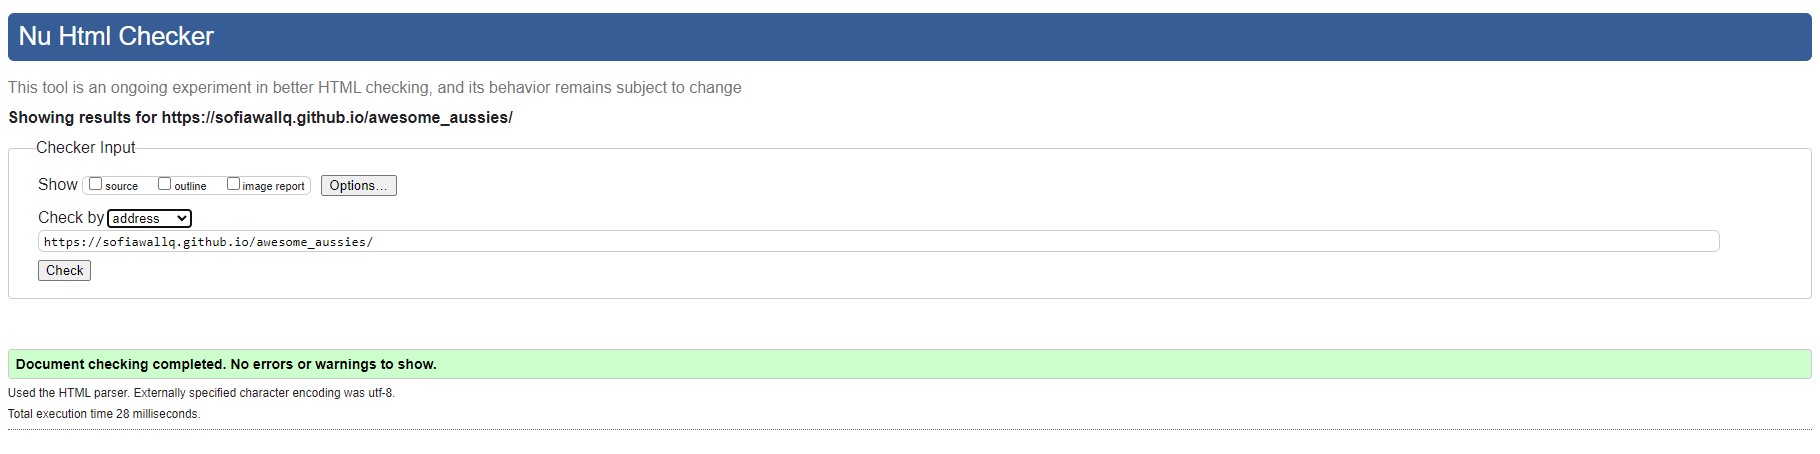 Nu Html Checker
This tool is an ongoing experiment in better HTML checking, and its behavior remains subject to change
Showing results for https://sofiawallq.github.io/awesome_aussies/
Checker Input
Show source outline image report Options...
Check by address
https://sofiawallq.github.io/awesome_aussies/
Check
Document checking completed. No errors or warnings to show.
Used the HTML parser. Externally specified character encoding was utf-8.
Total execution time 28 milliseconds.